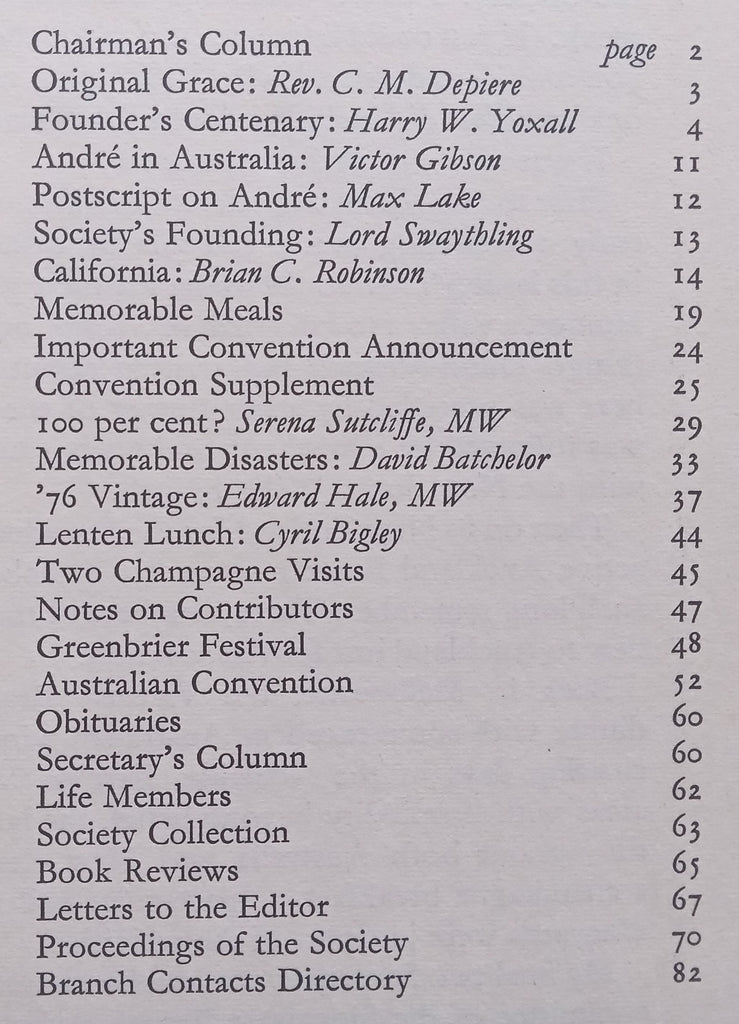 Chairman's Column page 2
Original Grace: Rev. C. M. Depiere 3
Founder's Centenary: Harry W. Yoxall 4
André in Australia: Victor Gibson 11
Postscript on André: Max Lake 12
Society's Founding: Lord Swaythling 13
California: Brian C. Robinson 14
Memorable Meals 19
Important Convention Announcement 24
Convention Supplement 25
100 per cent? Serena Sutcliffe, MW 29
Memorable Disasters: David Batchelor 33
'76 Vintage: Edward Hale, MW 37
Lenten Lunch: Cyril Bigley 44
Two Champagne Visits 45
Notes on Contributors 47
Greenbrier Festival 48
Australian Convention 52
Obituaries 60
Secretary's Column 60
Life Members 62
Society Collection 63
Book Reviews 65
Letters to the Editor 67
Proceedings of the Society 70
Branch Contacts Directory 82